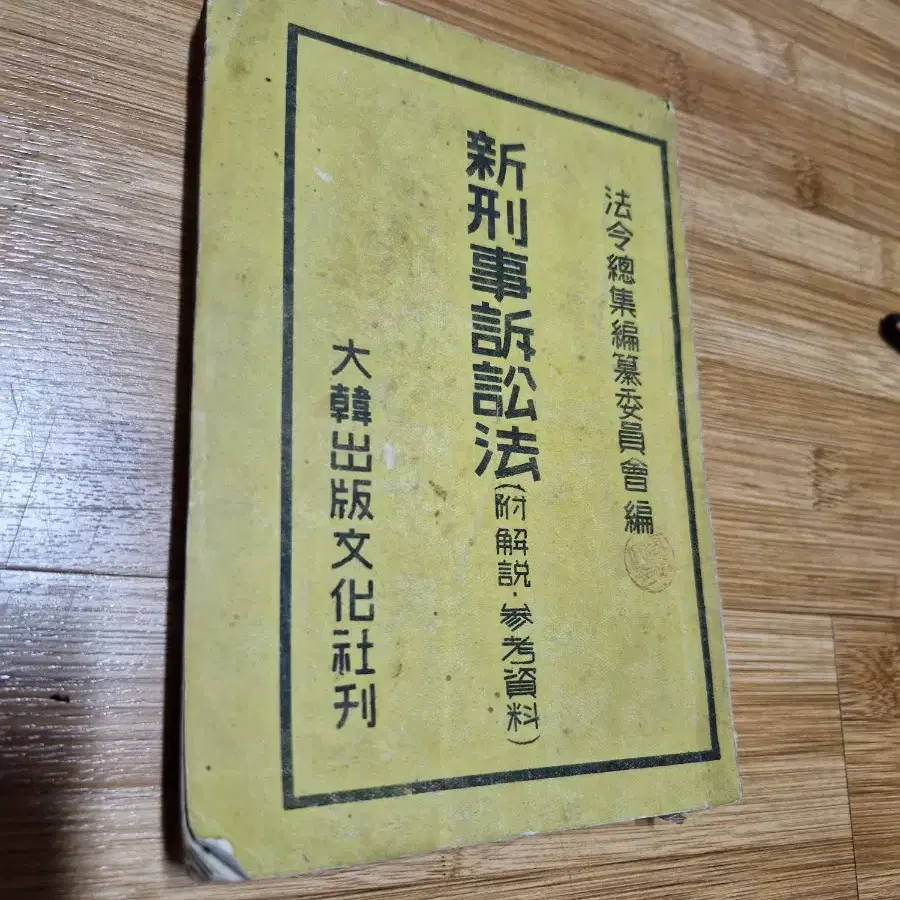 法令總集編纂委員會 編
新刑事訴訟法(附解説·參考資料)
大韓出版文化社刊